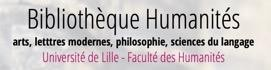 Bibliothèque Humanités
arts, letttres modernes, philosophie, sciences du langage
Université de Lille - Faculté des Humanités